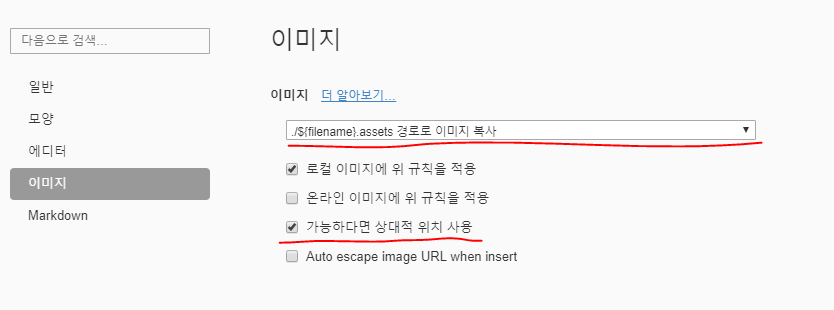 다음으로 검색...
일반
모양
에디터
이미지
Markdown
이미지
이미지 더 알아보기...
./${filename}.assets 경로로 이미지 복사
로컬 이미지에 위 규칙을 적용
온라인 이미지에 위 규칙을 적용
가능하다면 상대적 위치 사용
Auto escape image URL when insert